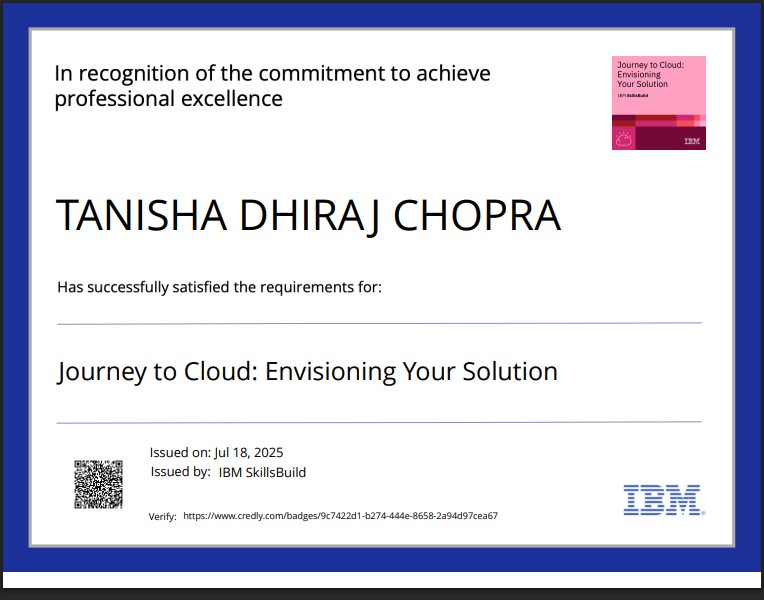 In recognition of the commitment to achieve
professional excellence
Journey to Cloud:
Envisioning
Your Solution
IBM SkillsBuild
IBM
TANISHA DHIRAJ CHOPRA
Has successfully satisfied the requirements for:
Journey to Cloud: Envisioning Your Solution
Issued on: Jul 18, 2025
Issued by: IBM SkillsBuild
Verify: https://www.credly.com/badges/9c7422d1-b274-444e-8658-2a94d97cea67
IBM®